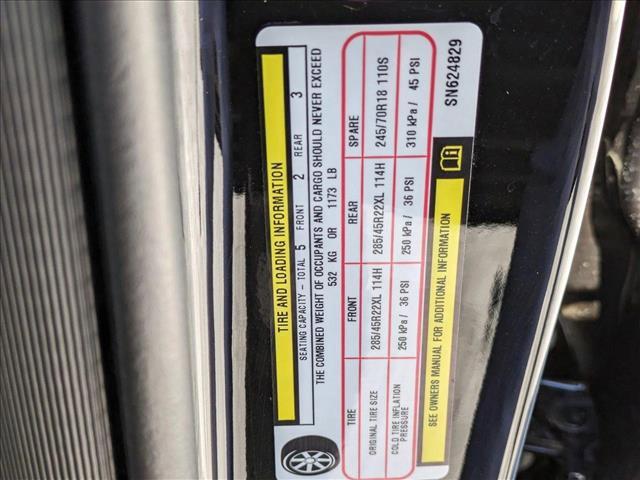 TIRE AND LOADING INFORMATION
SEATING CAPACITY - TOTAL 5 FRONT 2 REAR 3
THE COMBINED WEIGHT OF OCCUPANTS AND CARGO SHOULD NEVER EXCEED
532 KG OR 1173 LB
TIRE FRONT REAR SPARE
ORIGINAL TIRE SIZE 285/45R22XL 114H 285/45R22XL 114H 245/70R18 110S
COLD TIRE INFLATION PRESSURE 250 kPa / 36 PSI 250 kPa / 36 PSI 310 kPa / 45 PSI
SEE OWNERS MANUAL FOR ADDITIONAL INFORMATION
SN624829